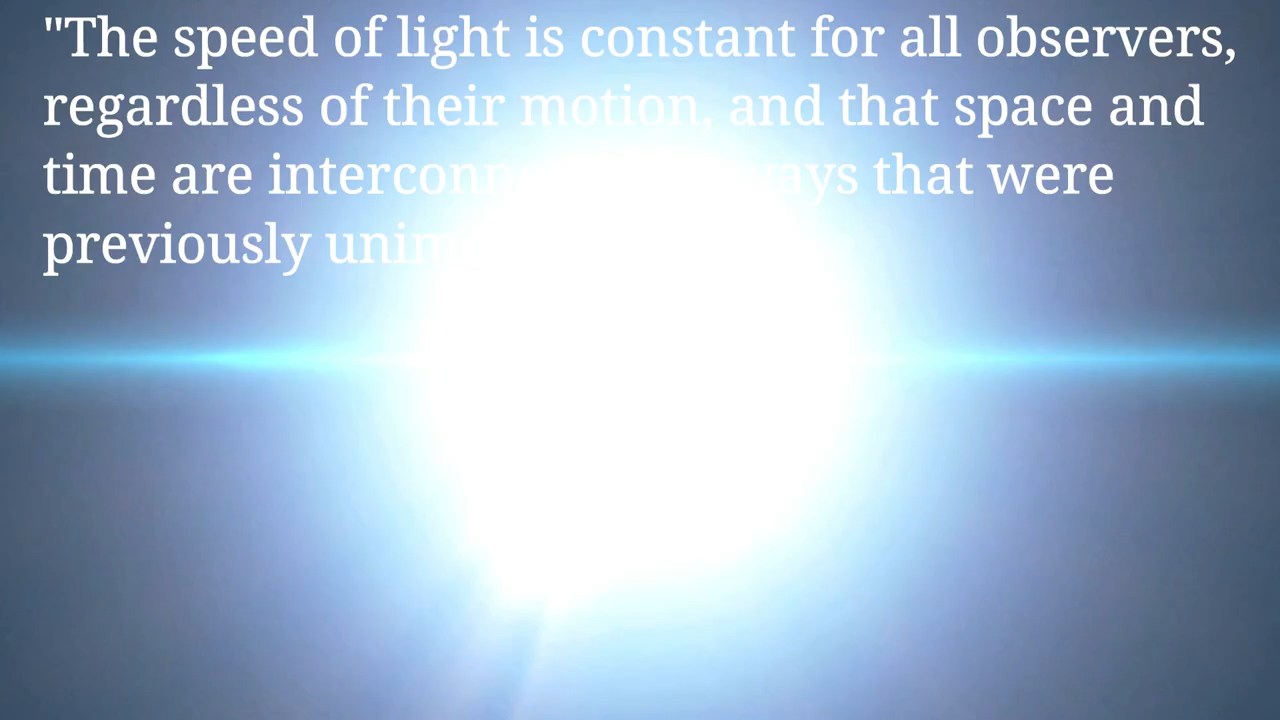 "The speed of light is constant for all observers,
regardless of their motion, and that space and
time are that were
previously